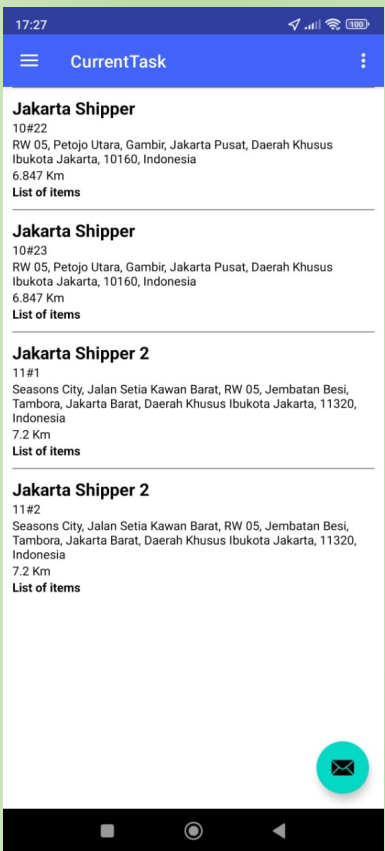 17:27
100
CurrentTask
Jakarta Shipper
10#22
RW 05, Petojo Utara, Gambir, Jakarta Pusat, Daerah Khusus
Ibukota Jakarta, 10160, Indonesia
6.847 Km
List of items
Jakarta Shipper
10#23
RW 05, Petojo Utara, Gambir, Jakarta Pusat, Daerah Khusus
Ibukota Jakarta, 10160, Indonesia
6.847 Km
List of items
Jakarta Shipper 2
11#1
Seasons City, Jalan Setia Kawan Barat, RW 05, Jembatan Besi,
Tambora, Jakarta Barat, Daerah Khusus Ibukota Jakarta, 11320,
Indonesia
7.2 Km
List of items
Jakarta Shipper 2
11#2
Seasons City, Jalan Setia Kawan Barat, RW 05, Jembatan Besi,
Tambora, Jakarta Barat, Daerah Khusus Ibukota Jakarta, 11320,
Indonesia
7.2 Km
List of items